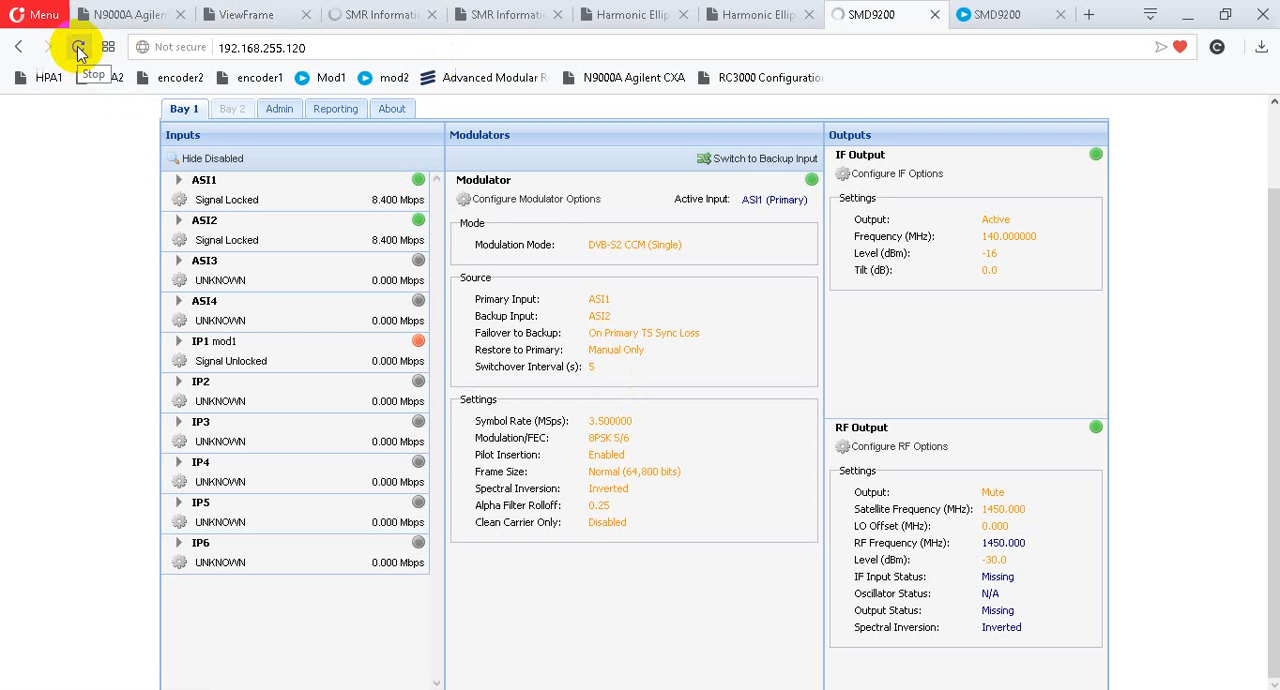 Menu N9000A Agilent ViewFrame SMR Informati Harmonic Ellip Harmonic Ellip SMD9200 SMD9200
Not secure 192.168.255.120
HPA1 A2 encoder2 encoder1 Mod1 mod2 Advanced Modular R N9000A Agilent CXA RC3000 Configuratio
Stop
Bay 1 Bay 2 Admin Reporting About
Inputs Modulators Outputs
Hide Disabled Switch to Backup Input
ASI1
Signal Locked 8.400 Mbps
ASI2
Signal Locked 8.400 Mbps
ASI3
UNKNOWN 0.000 Mbps
ASI4
UNKNOWN 0.000 Mbps
IP1 mod1
Signal Unlocked 0.000 Mbps
IP2
UNKNOWN 0.000 Mbps
IP3
UNKNOWN 0.000 Mbps
IP4
UNKNOWN 0.000 Mbps
IP5
UNKNOWN 0.000 Mbps
IP6
UNKNOWN 0.000 Mbps
Modulator
Configure Modulator Options Active Input: ASI1 (Primary)
Mode
Modulation Mode: DVB-S2 CCM (Single)
Source
Primary Input: ASI1
Backup Input: ASI2
Failover to Backup: On Primary TS Sync Loss
Restore to Primary: Manual Only
Switchover Interval (s): 5
Settings
Symbol Rate (MSps): 3.500000
Modulation/FEC: 8PSK 5/6
Pilot Insertion: Enabled
Frame Size: Normal (64,800 bits)
Spectral Inversion: Inverted
Alpha Filter Rolloff: 0.25
Clean Carrier Only: Disabled
IF Output
Configure IF Options
Settings
Output: Active
Frequency (MHz): 140.000000
Level (dBm): -16
Tilt (dB): 0.0
RF Output
Configure RF Options
Settings
Output: Mute
Satellite Frequency (MHz): 1450.000
LO Offset (MHz): 0.000
RF Frequency (MHz): 1450.000
Level (dBm): -30.0
IF Input Status: Missing
Oscillator Status: N/A
Output Status: Missing
Spectral Inversion: Inverted